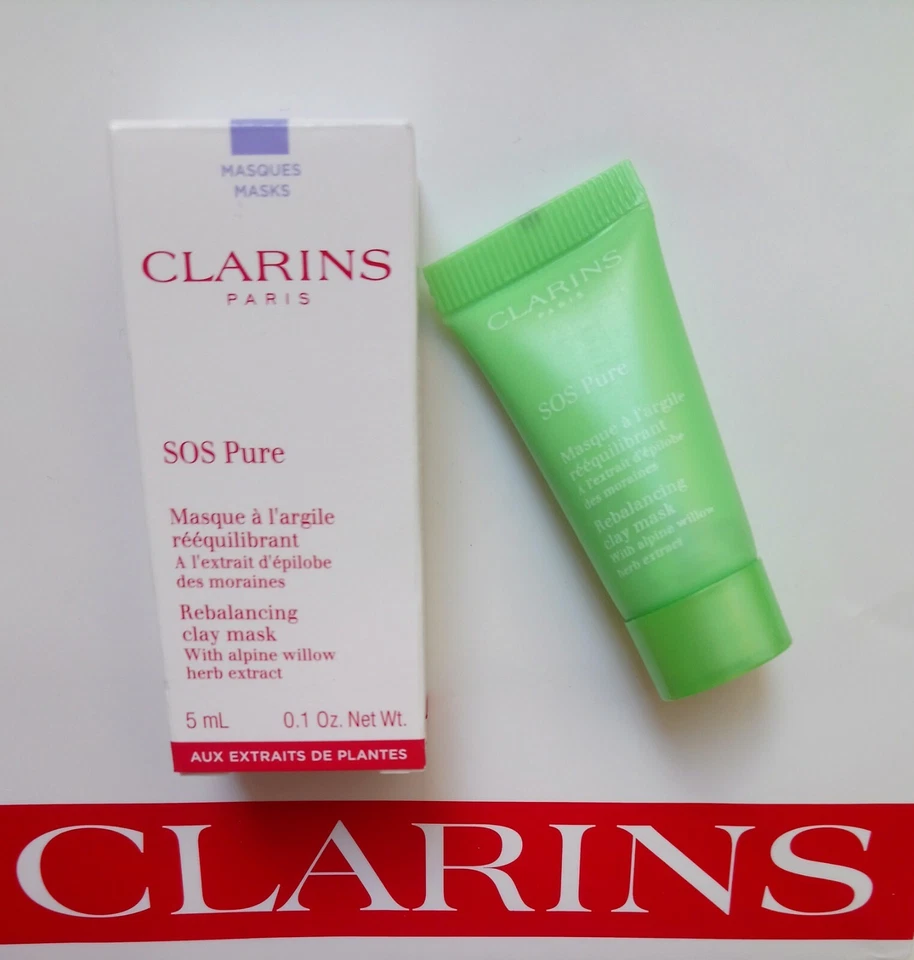 MASQUES
MASKS
CLARINS
PARIS
SOS Pure
Masque à l'argile
rééquilibrant
A l'extrait d'épilobe
des moraines
Rebalancing
clay mask
With alpine willow
herb extract
5 mL 0.1 Oz. Net Wt.
AUX EXTRAITS DE PLANTES
CLARINS
PARIS
SOS Pure
Masque à l'argile
rééquilibrant
A l'extrait d'épilobe
des moraines
Rebalancing
clay mask
With alpine willow
herb extract
CLARINS